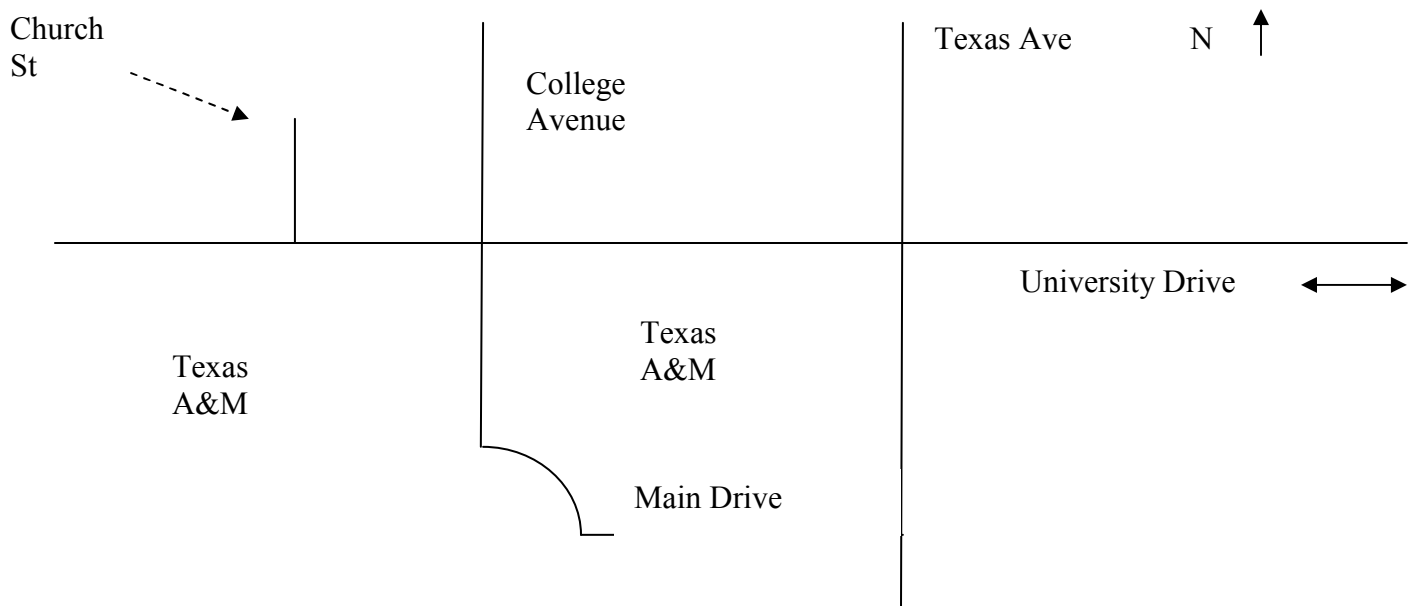 Church
St
College
Avenue
Texas Ave
N
University Drive
Texas
A&M
Texas
A&M
Main Drive